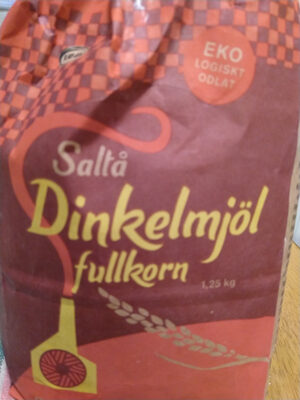 EKO
LOGISKT
ODLAT
Saltå
Dinkelmjöl
fullkorn
1,25 kg